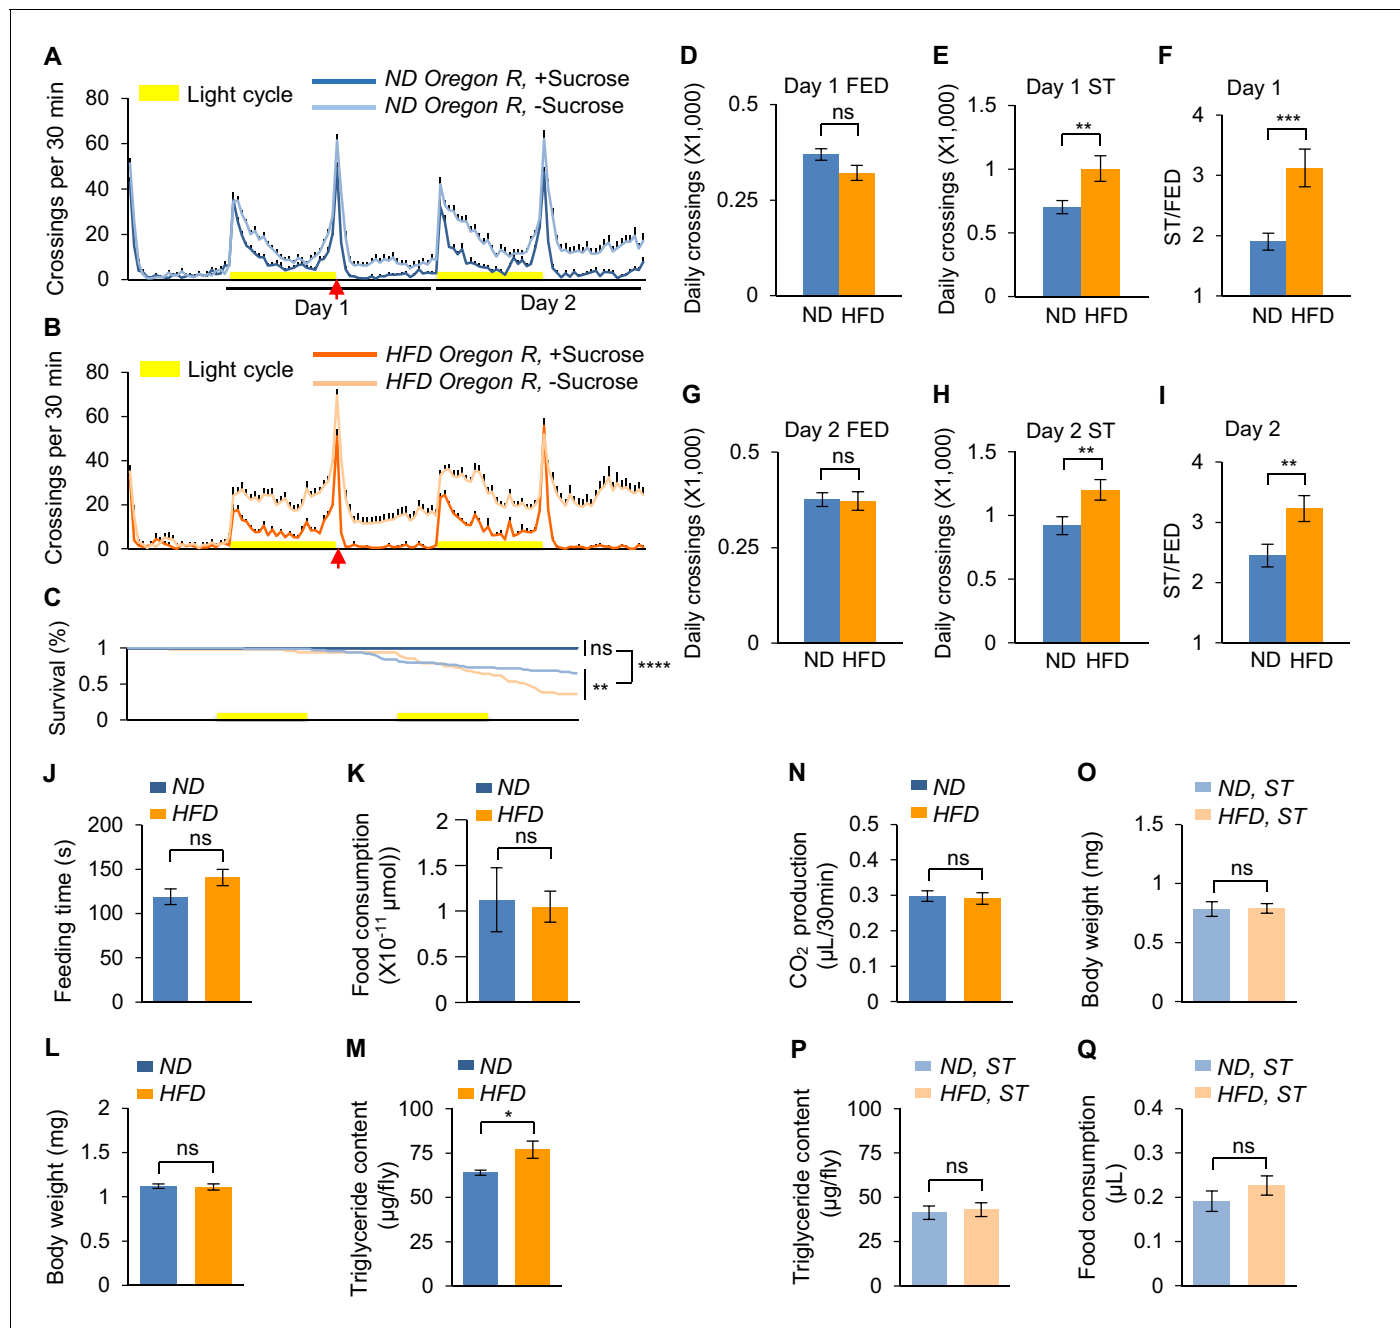 A
Crossings per 30 min
Light cycle
ND Oregon R, +Sucrose
ND Oregon R, -Sucrose
80
60
40
20
0
Day 1
Day 2
B
Crossings per 30 min
Light cycle
HFD Oregon R, +Sucrose
HFD Oregon R, -Sucrose
80
60
40
20
0
C
Survival (%)
1
0.5
0
ns
**
****
D
Daily crossings (X1,000)
Day 1 FED
0.5
0.25
0
ns
ND HFD
E
Daily crossings (X1,000)
Day 1 ST
1.5
1
0.5
0
**
ND HFD
F
ST/FED
Day 1
4
3
2
1
***
ND HFD
G
Daily crossings (X1,000)
Day 2 FED
0.5
0.25
0
ns
ND HFD
H
Daily crossings (X1,000)
Day 2 ST
1.5
1
0.5
0
**
ND HFD
I
ST/FED
Day 2
4
3
2
1
**
ND HFD
J
ND
HFD
Feeding time (s)
200
150
100
50
0
ns
K
ND
HFD
Food consumption
(X10⁻¹¹ µmol))
2
1.5
1
0.5
0
ns
L
ND
HFD
Body weight (mg)
2
1.5
1
0.5
0
ns
M
ND
HFD
Triglyceride content
(µg/fly)
100
75
50
25
0
*
N
ND
HFD
CO₂ production
(µL/30min)
0.5
0.4
0.3
0.2
0.1
0
ns
O
ND, ST
HFD, ST
Body weight (mg)
1.5
1
0.5
0
ns
P
ND, ST
HFD, ST
Triglyceride content
(µg/fly)
100
75
50
25
0
ns
Q
ND, ST
HFD, ST
Food consumption
(µL)
0.4
0.3
0.2
0.1
0
ns